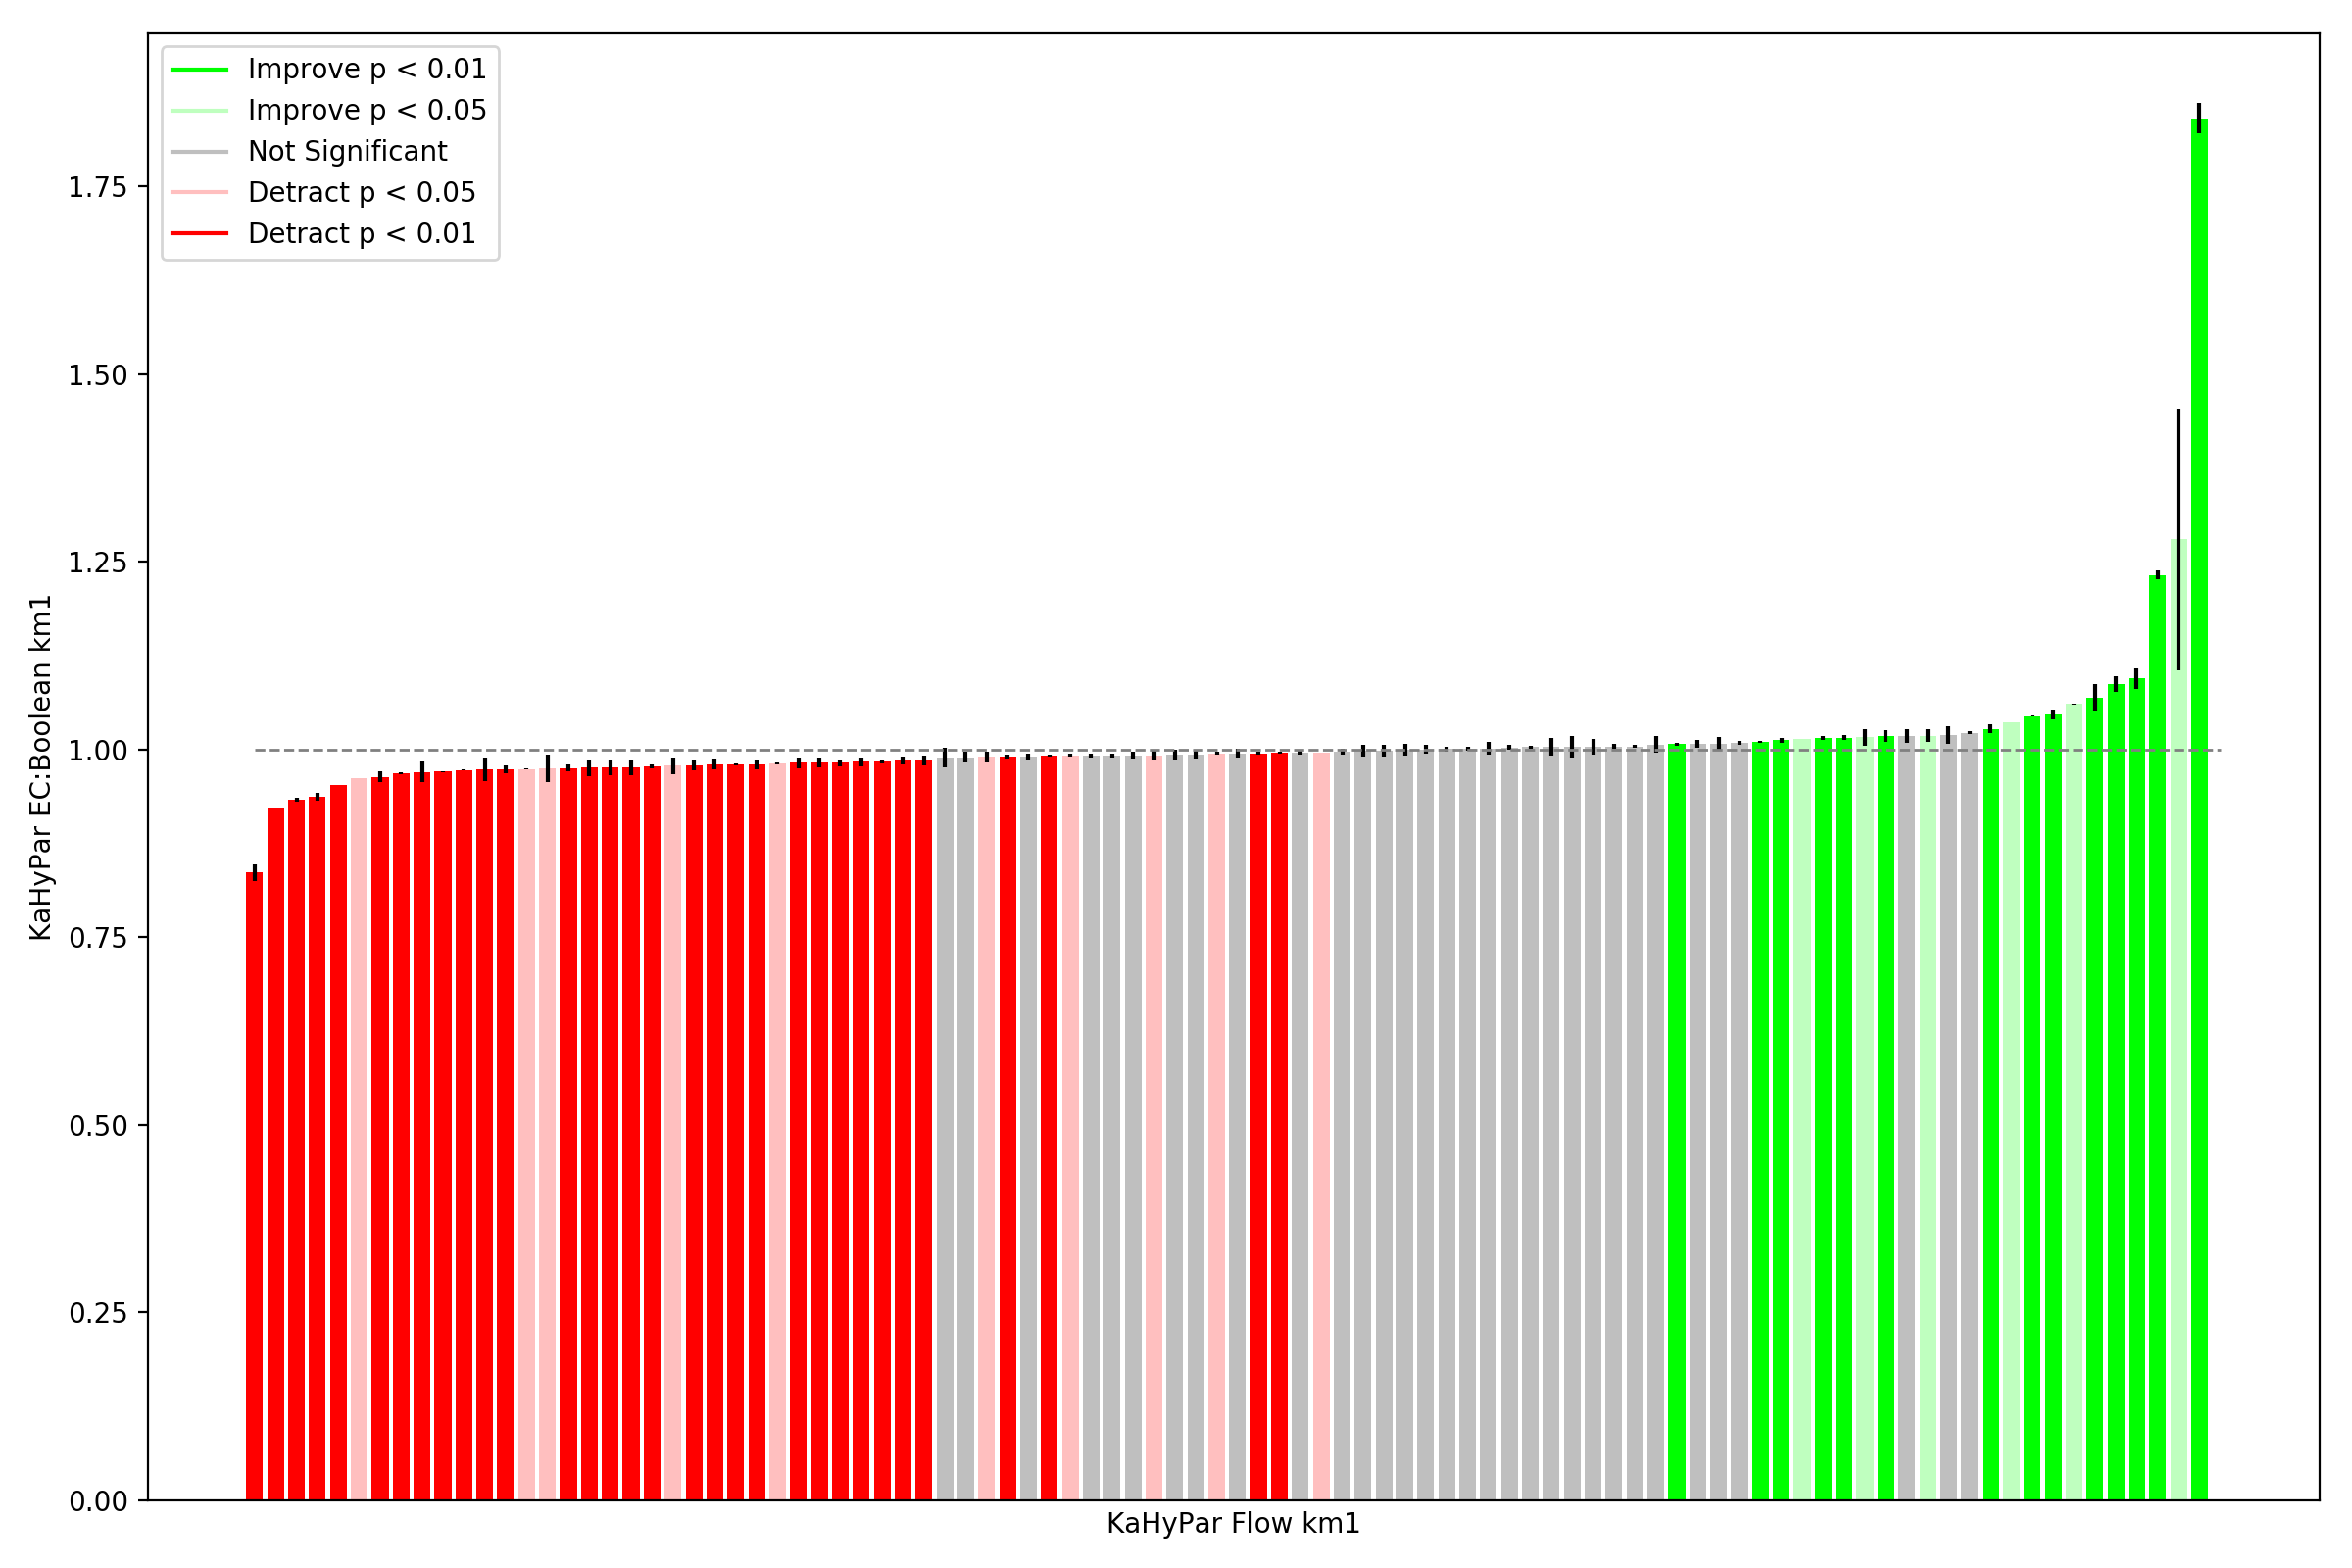 Improve p < 0.01
Improve p < 0.05
Not Significant
Detract p < 0.05
Detract p < 0.01
1.75
1.50
1.25
1.00
0.75
0.50
0.25
0.00
KaHyPar EC:Boolean km1
KaHyPar Flow km1